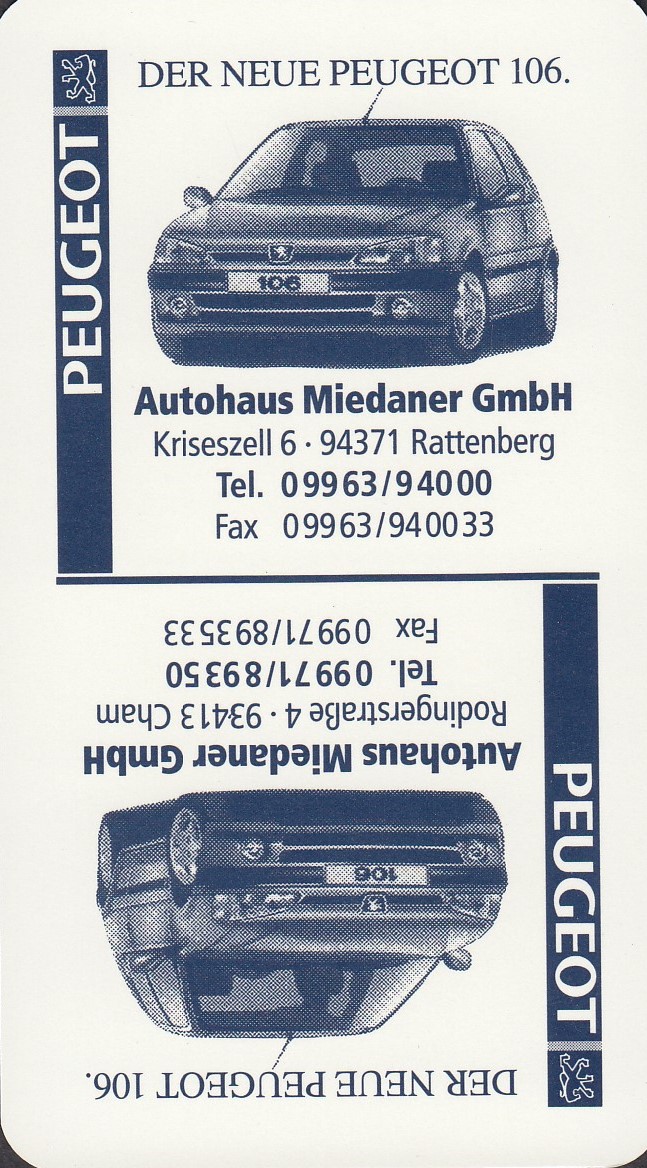 DER NEUE PEUGEOT 106.
PEUGEOT
106
Autohaus Miedaner GmbH
Kriseszell 6 · 94371 Rattenberg
Tel. 09963/94000
Fax 09963/940033
DER NEUE PEUGEOT 106.
PEUGEOT
106
Autohaus Miedaner GmbH
Rodingerstraße 4 · 93413 Cham
Tel. 09971/89350
Fax 09971/893533